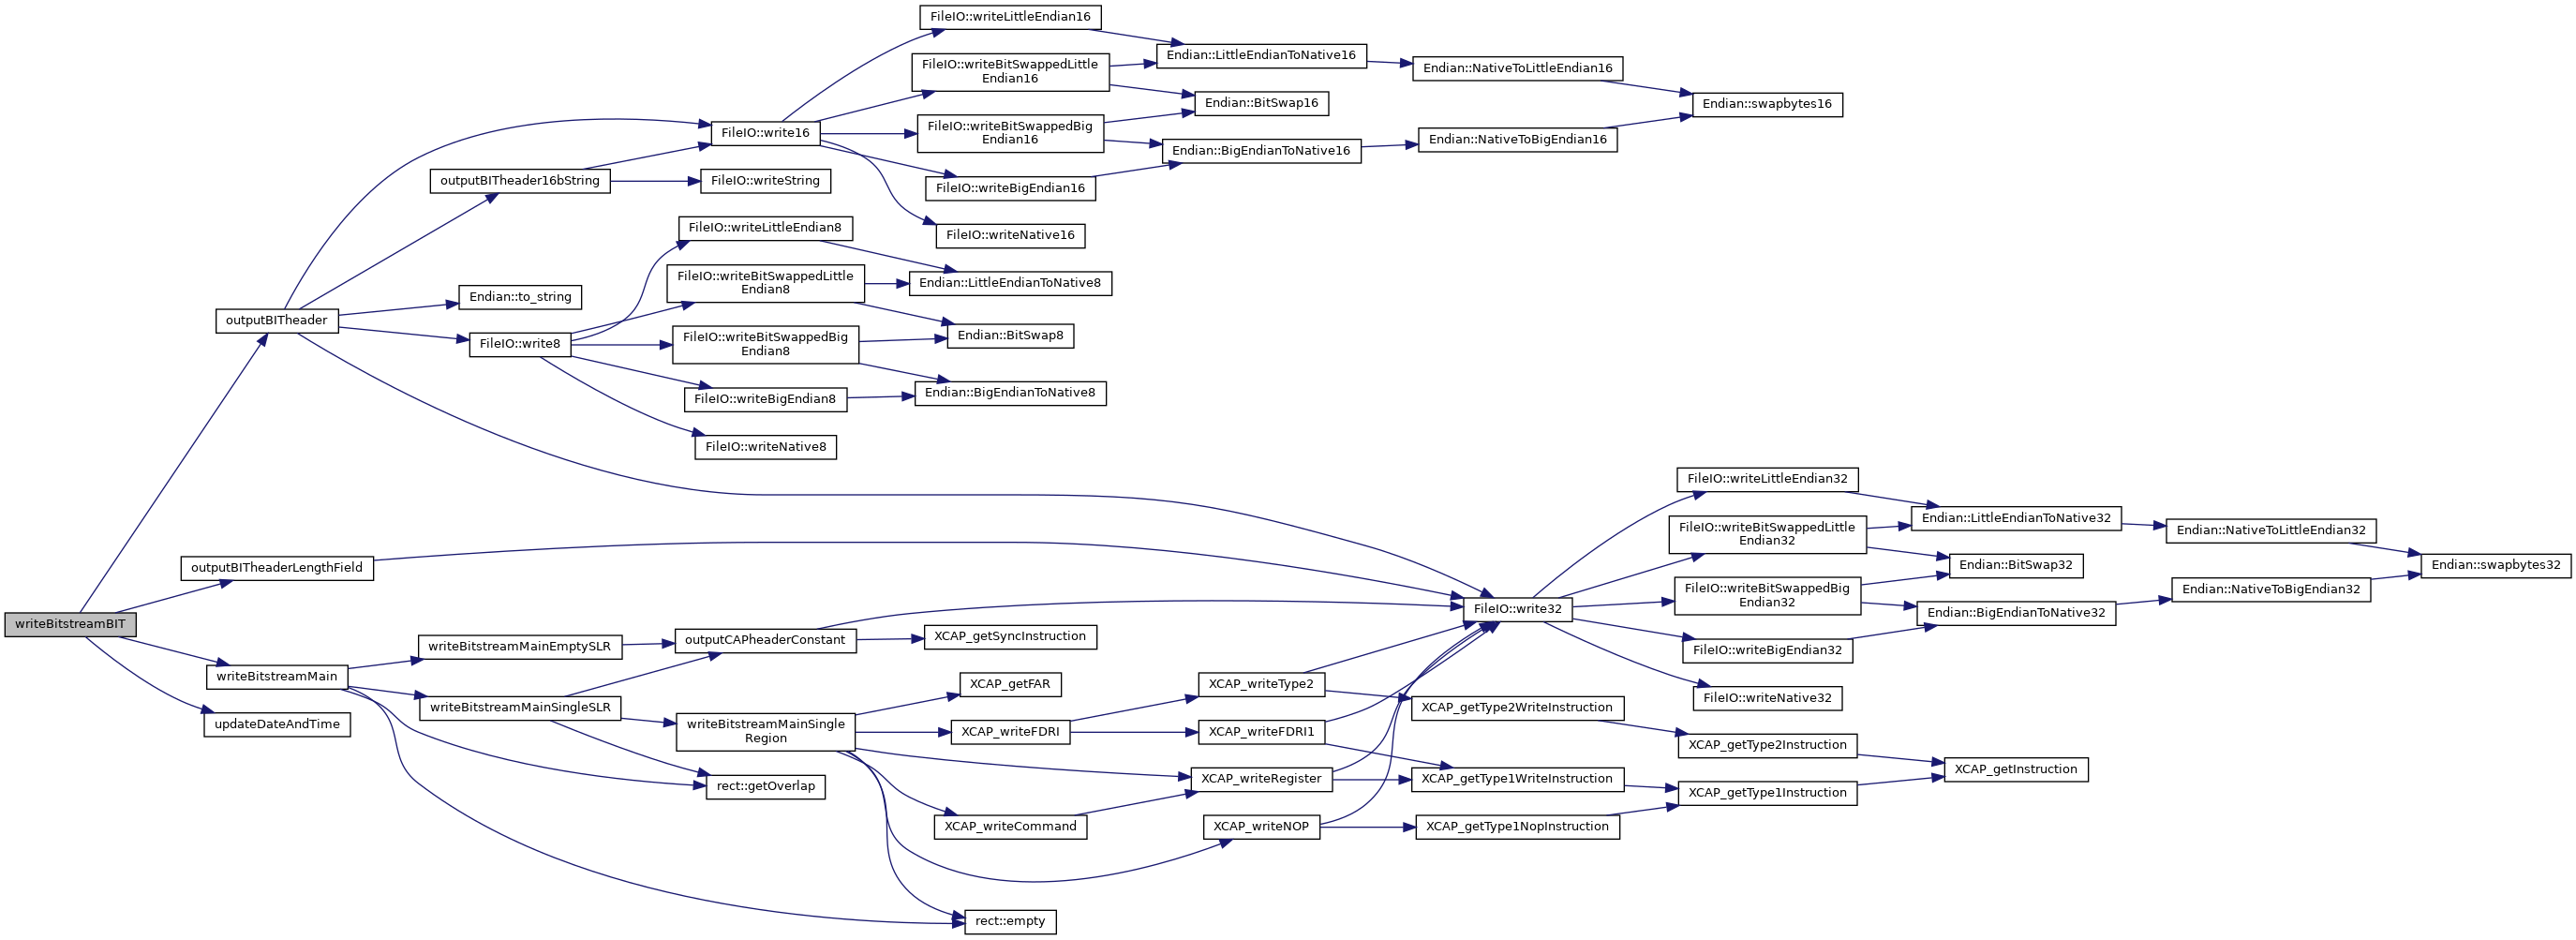 writeBitstreamBIT
outputBITheader
outputBITheaderLengthField
writeBitstreamMain
updateDateAndTime
outputBITheader16bString
Endian::to_string
FileIO::write8
writeBitstreamMainEmptySLR
writeBitstreamMainSingleSLR
FileIO::write16
FileIO::writeString
FileIO::writeLittleEndian8
FileIO::writeBitSwappedLittle
Endian8
FileIO::writeBitSwappedBig
Endian8
FileIO::writeBigEndian8
FileIO::writeNative8
outputCAPheaderConstant
writeBitstreamMainSingle
Region
rect::getOverlap
FileIO::writeLittleEndian16
FileIO::writeBitSwappedLittle
Endian16
FileIO::writeBitSwappedBig
Endian16
FileIO::writeBigEndian16
FileIO::writeNative16
Endian::LittleEndianToNative8
Endian::BitSwap8
Endian::BigEndianToNative8
XCAP_getSyncInstruction
XCAP_getFAR
XCAP_writeFDRI
XCAP_writeCommand
rect::empty
Endian::LittleEndianToNative16
Endian::BitSwap16
Endian::BigEndianToNative16
XCAP_writeType2
XCAP_writeFDRI1
XCAP_writeRegister
XCAP_writeNOP
Endian::NativeToLittleEndian16
Endian::NativeToBigEndian16
FileIO::write32
XCAP_getType2WriteInstruction
XCAP_getType1WriteInstruction
XCAP_getType1NopInstruction
Endian::swapbytes16
FileIO::writeLittleEndian32
FileIO::writeBitSwappedLittle
Endian32
FileIO::writeBitSwappedBig
Endian32
FileIO::writeBigEndian32
FileIO::writeNative32
XCAP_getType2Instruction
XCAP_getType1Instruction
Endian::LittleEndianToNative32
Endian::BitSwap32
Endian::BigEndianToNative32
XCAP_getInstruction
Endian::NativeToLittleEndian32
Endian::NativeToBigEndian32
Endian::swapbytes32